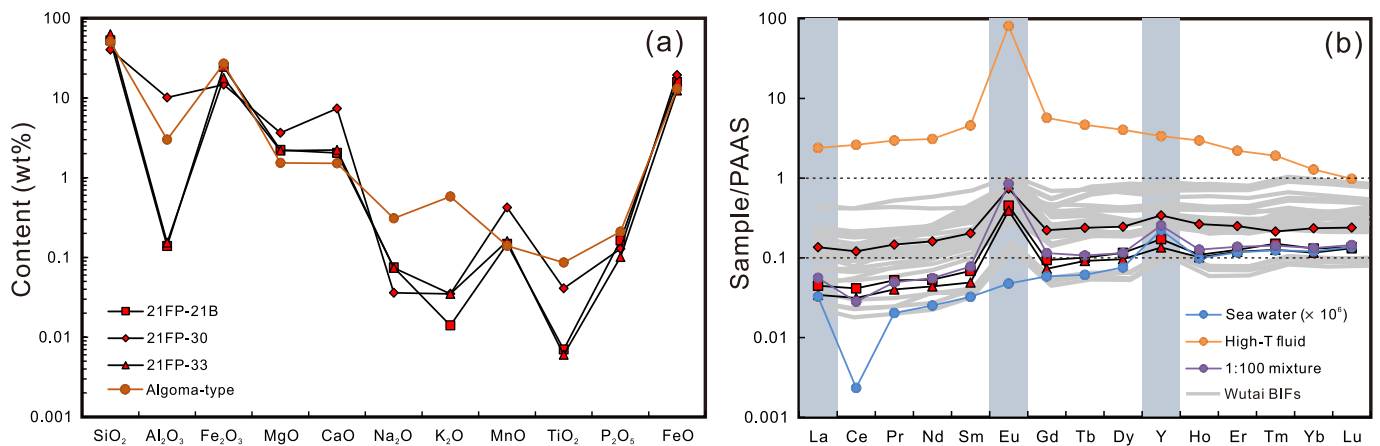 (a)
Content (wt%)
100
10
1
0.1
0.01
0.001
21FP-21B
21FP-30
21FP-33
Algoma-type
SiO₂ Al₂O₃ Fe₂O₃ MgO CaO Na₂O K₂O MnO TiO₂ P₂O₅ FeO
(b)
Sample/PAAS
100
10
1
0.1
0.01
0.001
Sea water (× 10⁶)
High-T fluid
1:100 mixture
Wutai BIFs
La Ce Pr Nd Sm Eu Gd Tb Dy Y Ho Er Tm Yb Lu